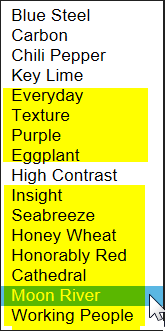 Blue Steel
Carbon
Chili Pepper
Key Lime
Everyday
Texture
Purple
Eggplant
High Contrast
Insight
Seabreeze
Honey Wheat
Honorably Red
Cathedral
Moon River
Working People